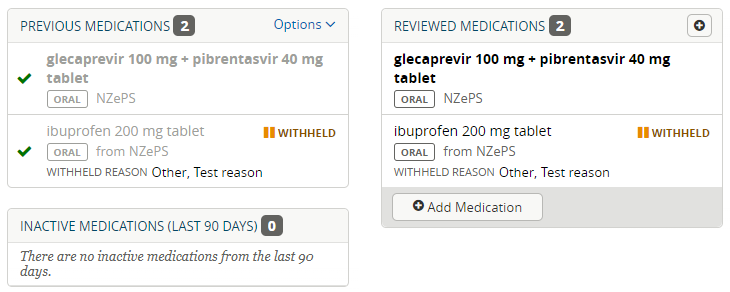 PREVIOUS MEDICATIONS 2 Options
glecaprevir 100 mg + pibrentasvir 40 mg
tablet
ORAL NZePS
ibuprofen 200 mg tablet WITHHELD
ORAL from NZePS
WITHHELD REASON Other, Test reason
INACTIVE MEDICATIONS (LAST 90 DAYS) 0
There are no inactive medications from the last 90
days.
REVIEWED MEDICATIONS 2
glecaprevir 100 mg + pibrentasvir 40 mg
tablet
ORAL NZePS
ibuprofen 200 mg tablet WITHHELD
ORAL from NZePS
WITHHELD REASON Other, Test reason
Add Medication